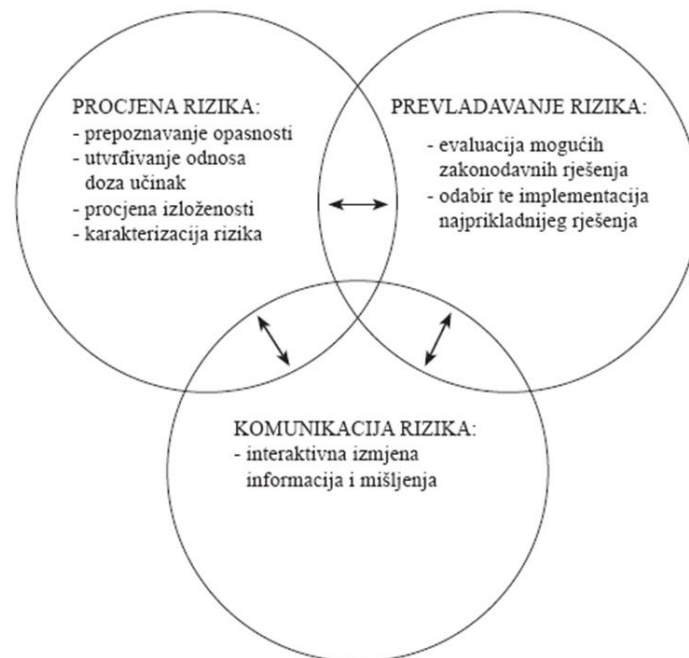 PROCJENA RIZIKA:
- prepoznavanje opasnosti
- utvrđivanje odnosa
doza učinak
- procjena izloženosti
- karakterizacija rizika
PREVLADAVANJE RIZIKA:
- evaluacija mogućih
zakonodavnih rješenja
- odabir te implementacija
najprikladnijeg rješenja
KOMUNIKACIJA RIZIKA:
- interaktivna izmjena
informacija i mišljenja